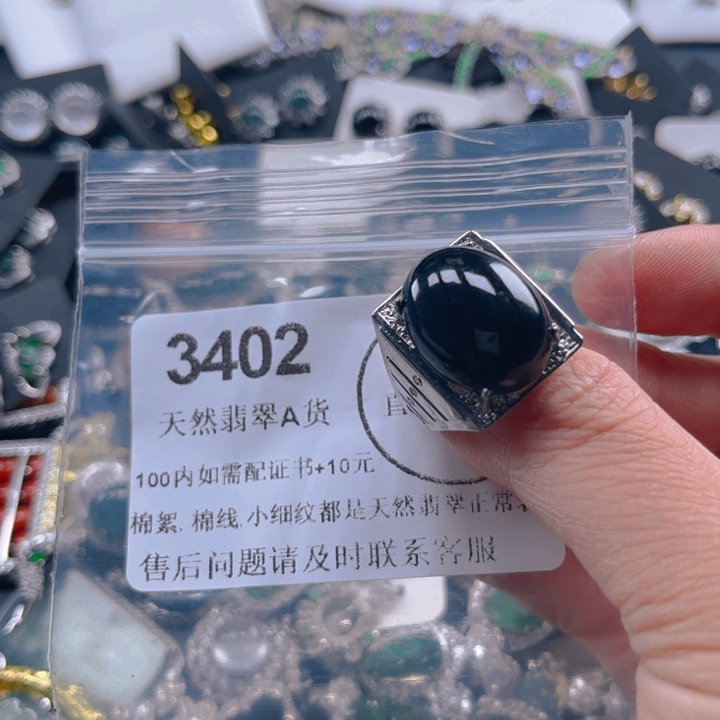 3402
天然翡翠A货
直
100内如需配证书+10元
棉絮.棉线.小细纹都是天然翡翠正常
售后问题请及时联系客服